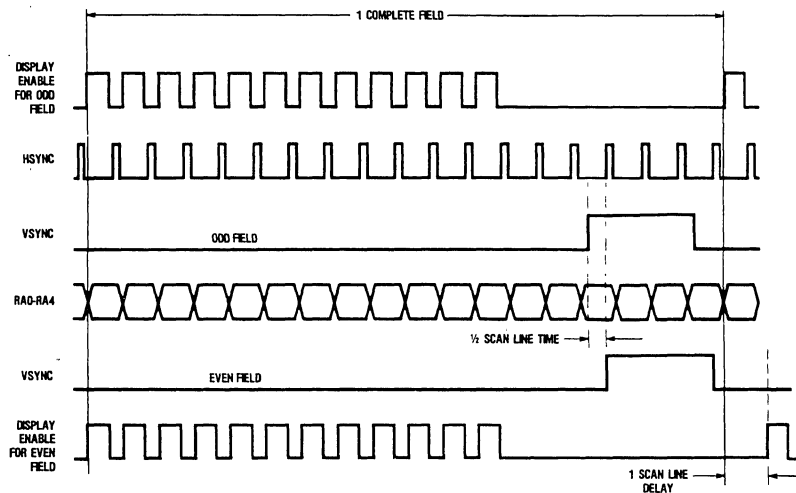 1 COMPLETE FIELD
DISPLAY
ENABLE
FOR ODD
FIELD
HSYNC
VSYNC
ODD FIELD
RA0-RA4
½ SCAN LINE TIME
VSYNC
EVEN FIELD
DISPLAY
ENABLE
FOR EVEN
FIELD
1 SCAN LINE
DELAY